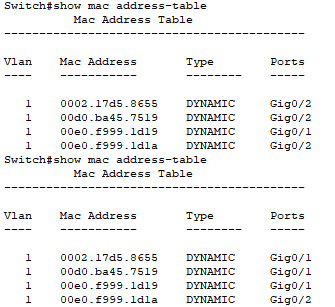 Switch#show mac address-table
Mac Address Table
-------------------------------------------
Vlan Mac Address Type Ports
---- ----------- -------- -----
1 0002.17d5.8655 DYNAMIC Gig0/2
1 00d0.ba45.7519 DYNAMIC Gig0/2
1 00e0.f999.1d19 DYNAMIC Gig0/1
1 00e0.f999.1d1a DYNAMIC Gig0/2
Switch#show mac address-table
Mac Address Table
-------------------------------------------
Vlan Mac Address Type Ports
---- ----------- -------- -----
1 0002.17d5.8655 DYNAMIC Gig0/1
1 00d0.ba45.7519 DYNAMIC Gig0/1
1 00e0.f999.1d19 DYNAMIC Gig0/1
1 00e0.f999.1d1a DYNAMIC Gig0/2